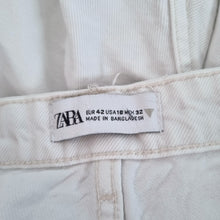 ZARA
EUR 42 USA 10 MEX 32
MADE IN BANGLADESH